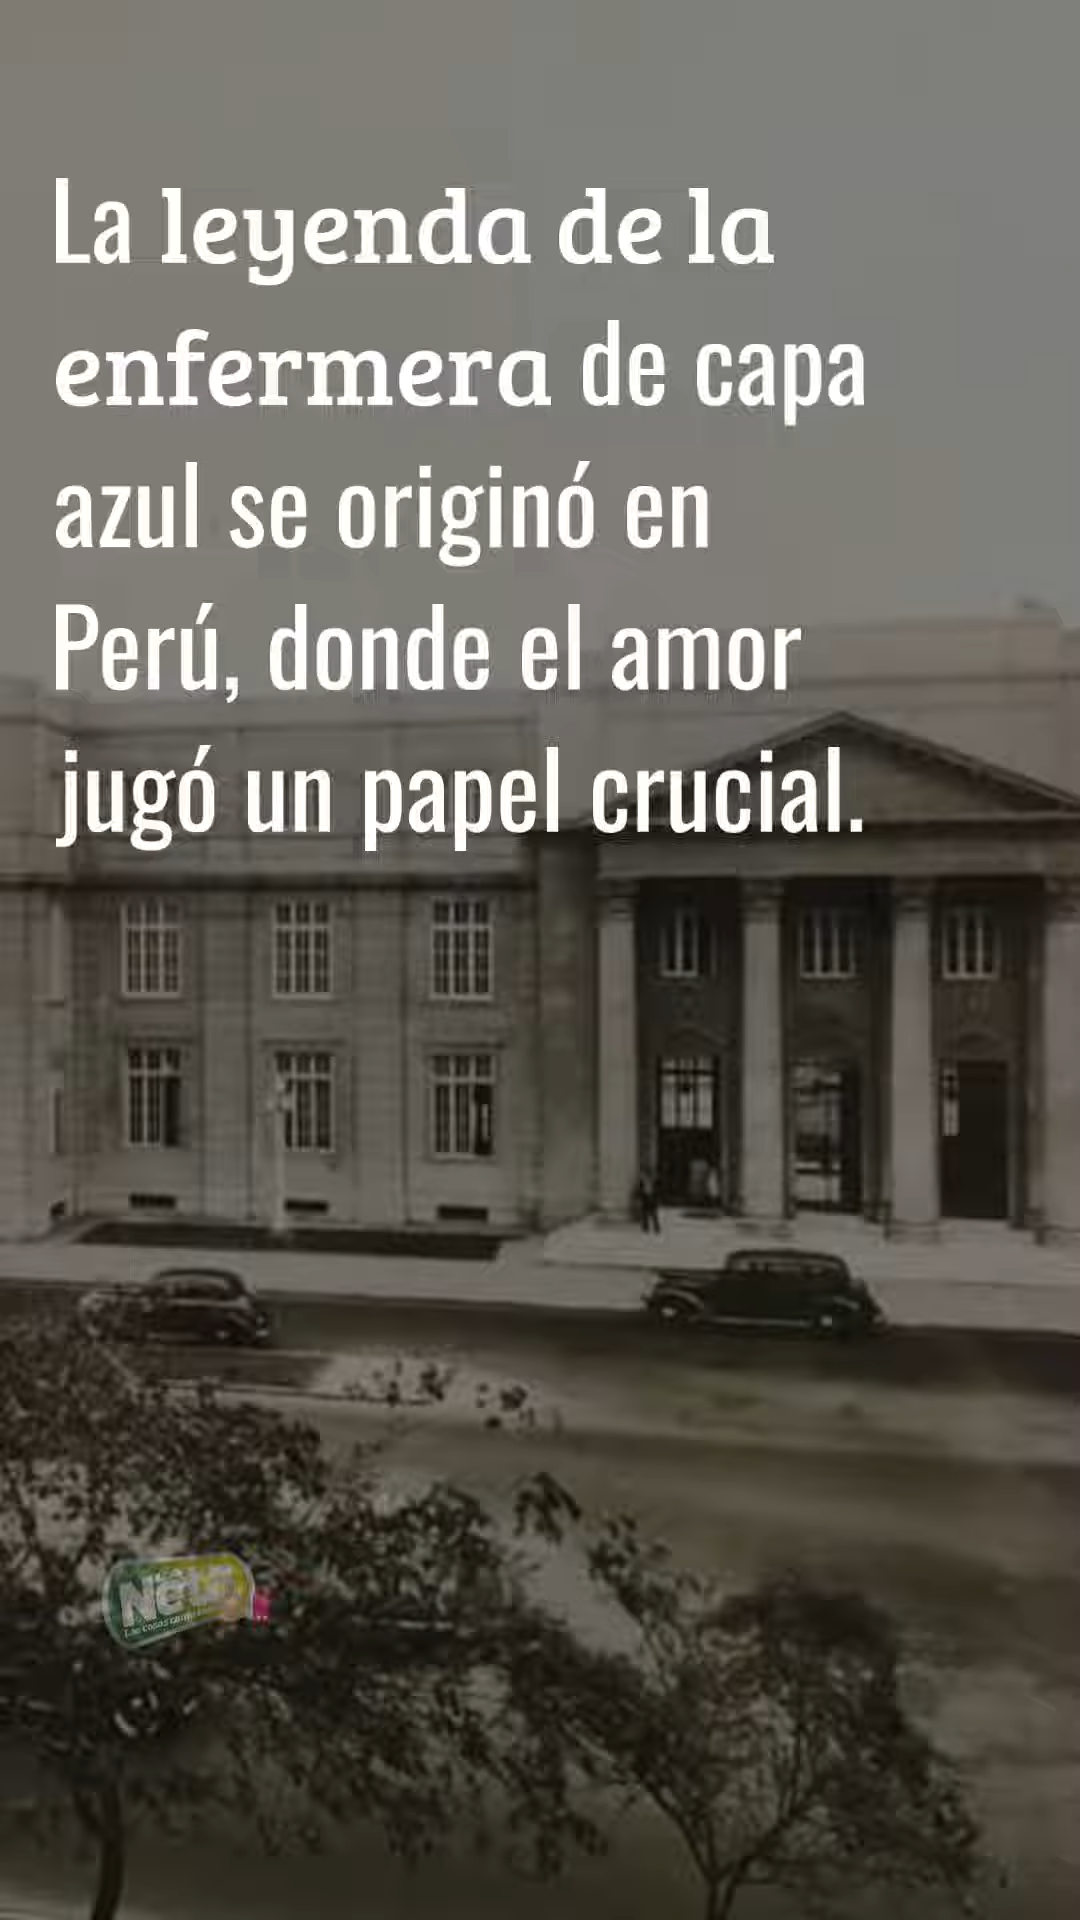 La leyenda de la
enfermera de capa
azul se originó en
Perú, donde el amor
jugó un papel crucial.